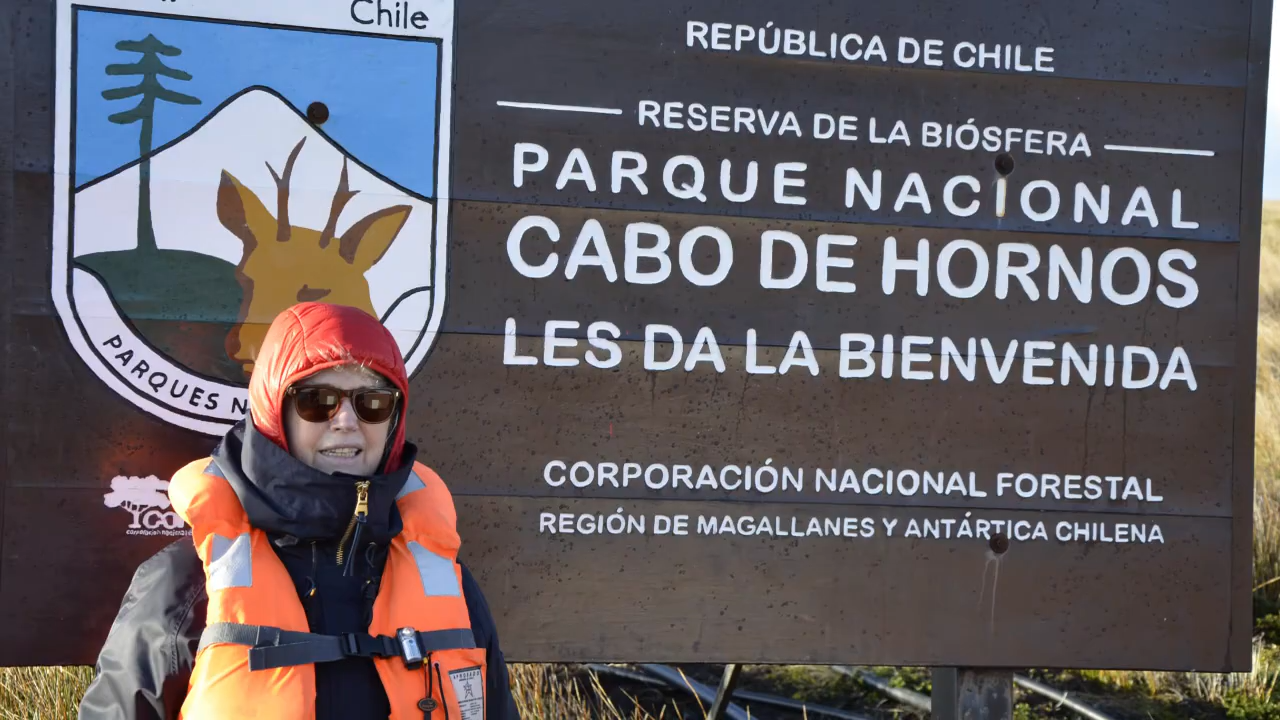 Chile
REPÚBLICA DE CHILE
RESERVA DE LA BIÓSFERA
PARQUE NACIONAL
CABO DE HORNOS
LES DA LA BIENVENIDA
CORPORACIÓN NACIONAL FORESTAL
REGIÓN DE MAGALLANES Y ANTÁRTICA CHILENA
PARQUES N